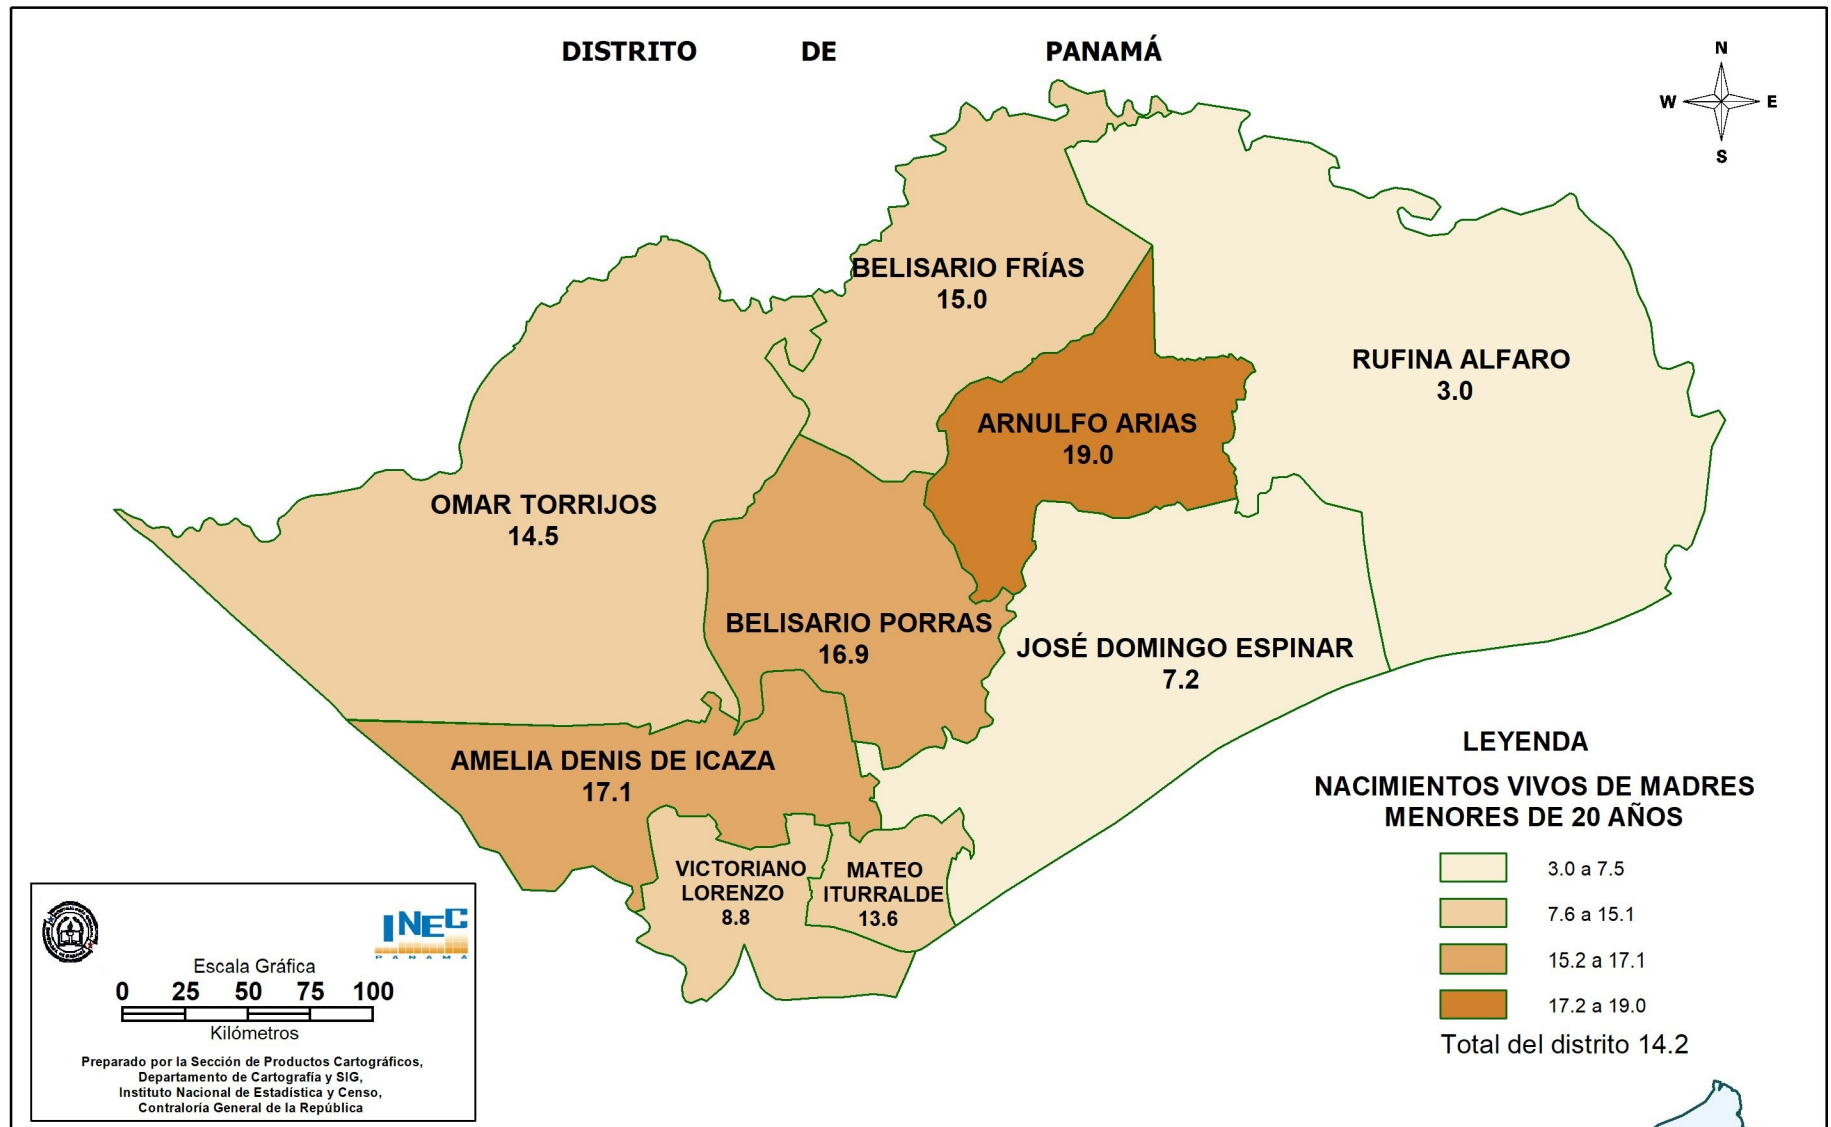 DISTRITO DE PANAMÁ
N
W E
S
BELISARIO FRÍAS
15.0
RUFINA ALFARO
3.0
ARNULFO ARIAS
19.0
OMAR TORRIJOS
14.5
BELISARIO PORRAS
16.9
JOSÉ DOMINGO ESPINAR
7.2
AMELIA DENIS DE ICAZA
17.1
VICTORIANO
LORENZO
8.8
MATEO
ITURRALDE
13.6
LEYENDA
NACIMIENTOS VIVOS DE MADRES
MENORES DE 20 AÑOS
3.0 a 7.5
7.6 a 15.1
15.2 a 17.1
17.2 a 19.0
Total del distrito 14.2
INEC
PANAMÁ
Escala Gráfica
0 25 50 75 100
Kilómetros
Preparado por la Sección de Productos Cartográficos,
Departamento de Cartografía y SIG,
Instituto Nacional de Estadística y Censo,
Contraloría General de la República